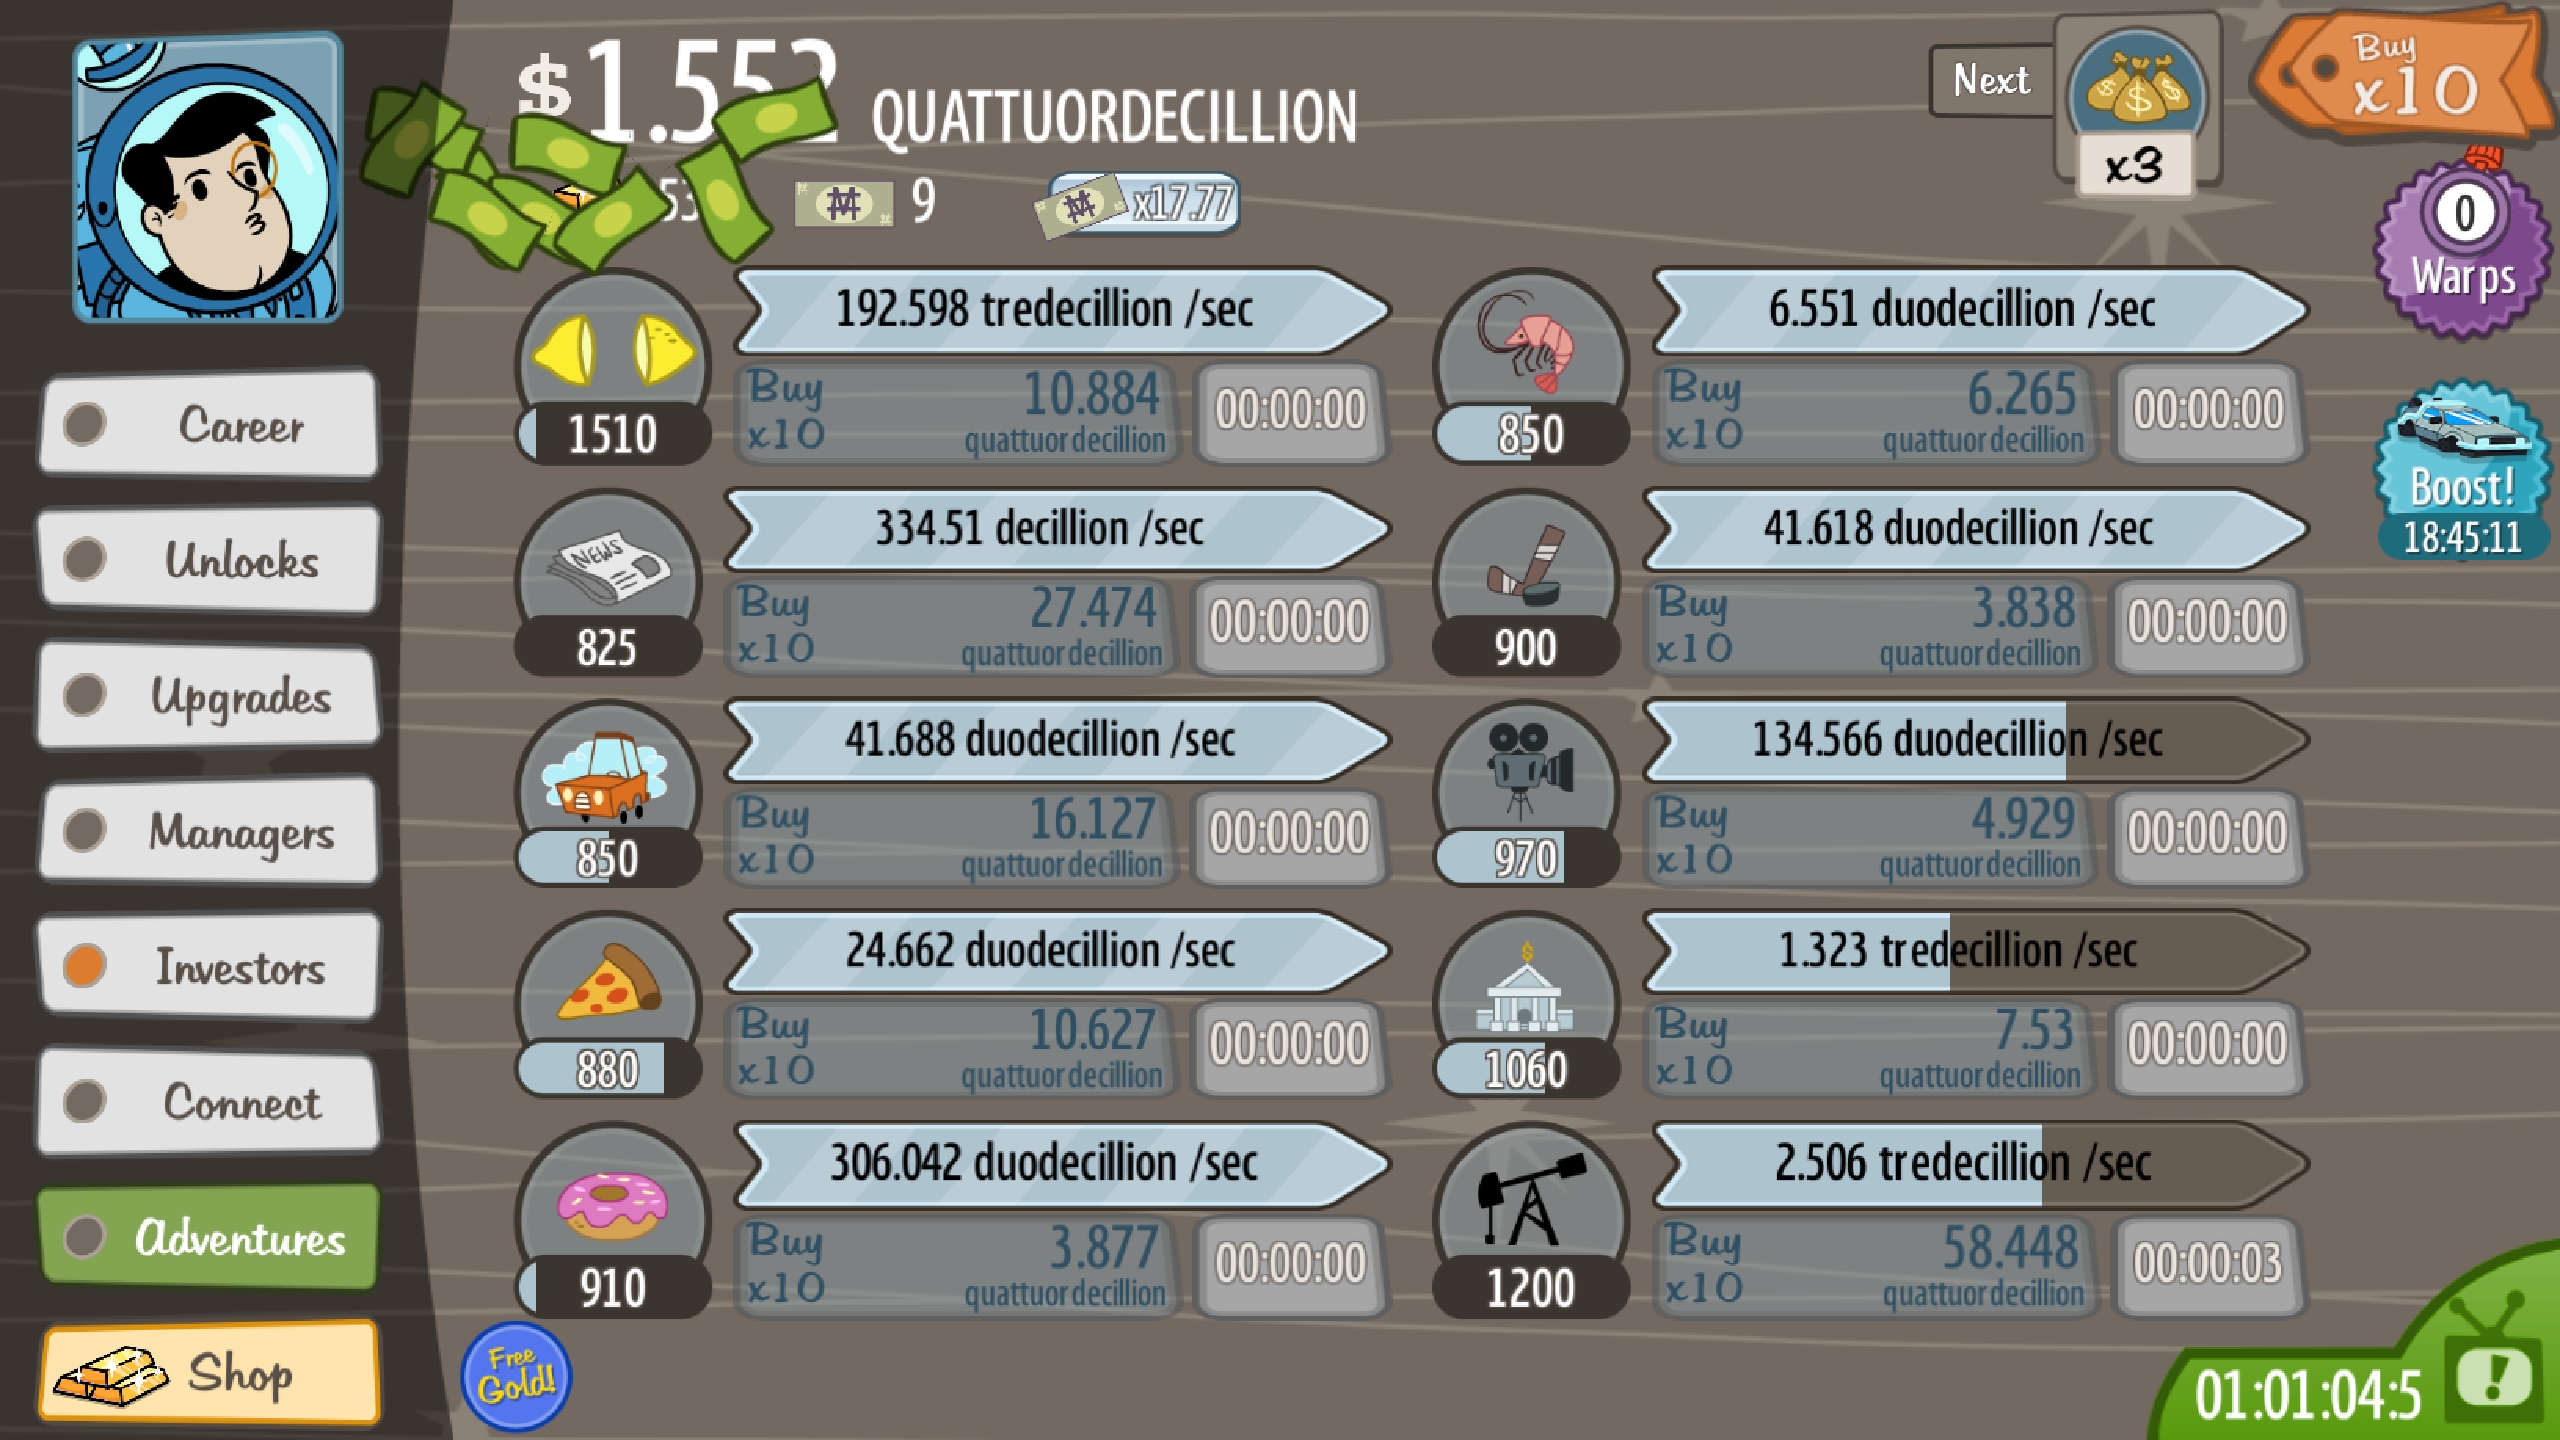 $1.552 QUATTUORDECILLION
Next
x3
Buy
x10
9
x17.77
0
Warps
Boost!
18:45:11
Career
Unlocks
Upgrades
Managers
Investors
Connect
Adventures
Shop
192.598 tredecillion /sec
1510
Buy
x10
10.884
quattuordecillion
00:00:00
6.551 duodecillion /sec
850
Buy
x10
6.265
quattuordecillion
00:00:00
NEWS
334.51 decillion /sec
825
Buy
x10
27.474
quattuordecillion
00:00:00
41.618 duodecillion /sec
900
Buy
x10
3.838
quattuordecillion
00:00:00
41.688 duodecillion /sec
850
Buy
x10
16.127
quattuordecillion
00:00:00
134.566 duodecillion /sec
970
Buy
x10
4.929
quattuordecillion
00:00:00
24.662 duodecillion /sec
880
Buy
x10
10.627
quattuordecillion
00:00:00
1.323 tredecillion /sec
1060
Buy
x10
7.53
quattuordecillion
00:00:00
306.042 duodecillion /sec
910
Buy
x10
3.877
quattuordecillion
00:00:00
2.506 tredecillion /sec
1200
Buy
x10
58.448
quattuordecillion
00:00:03
Free
Gold!
01:01:04:5